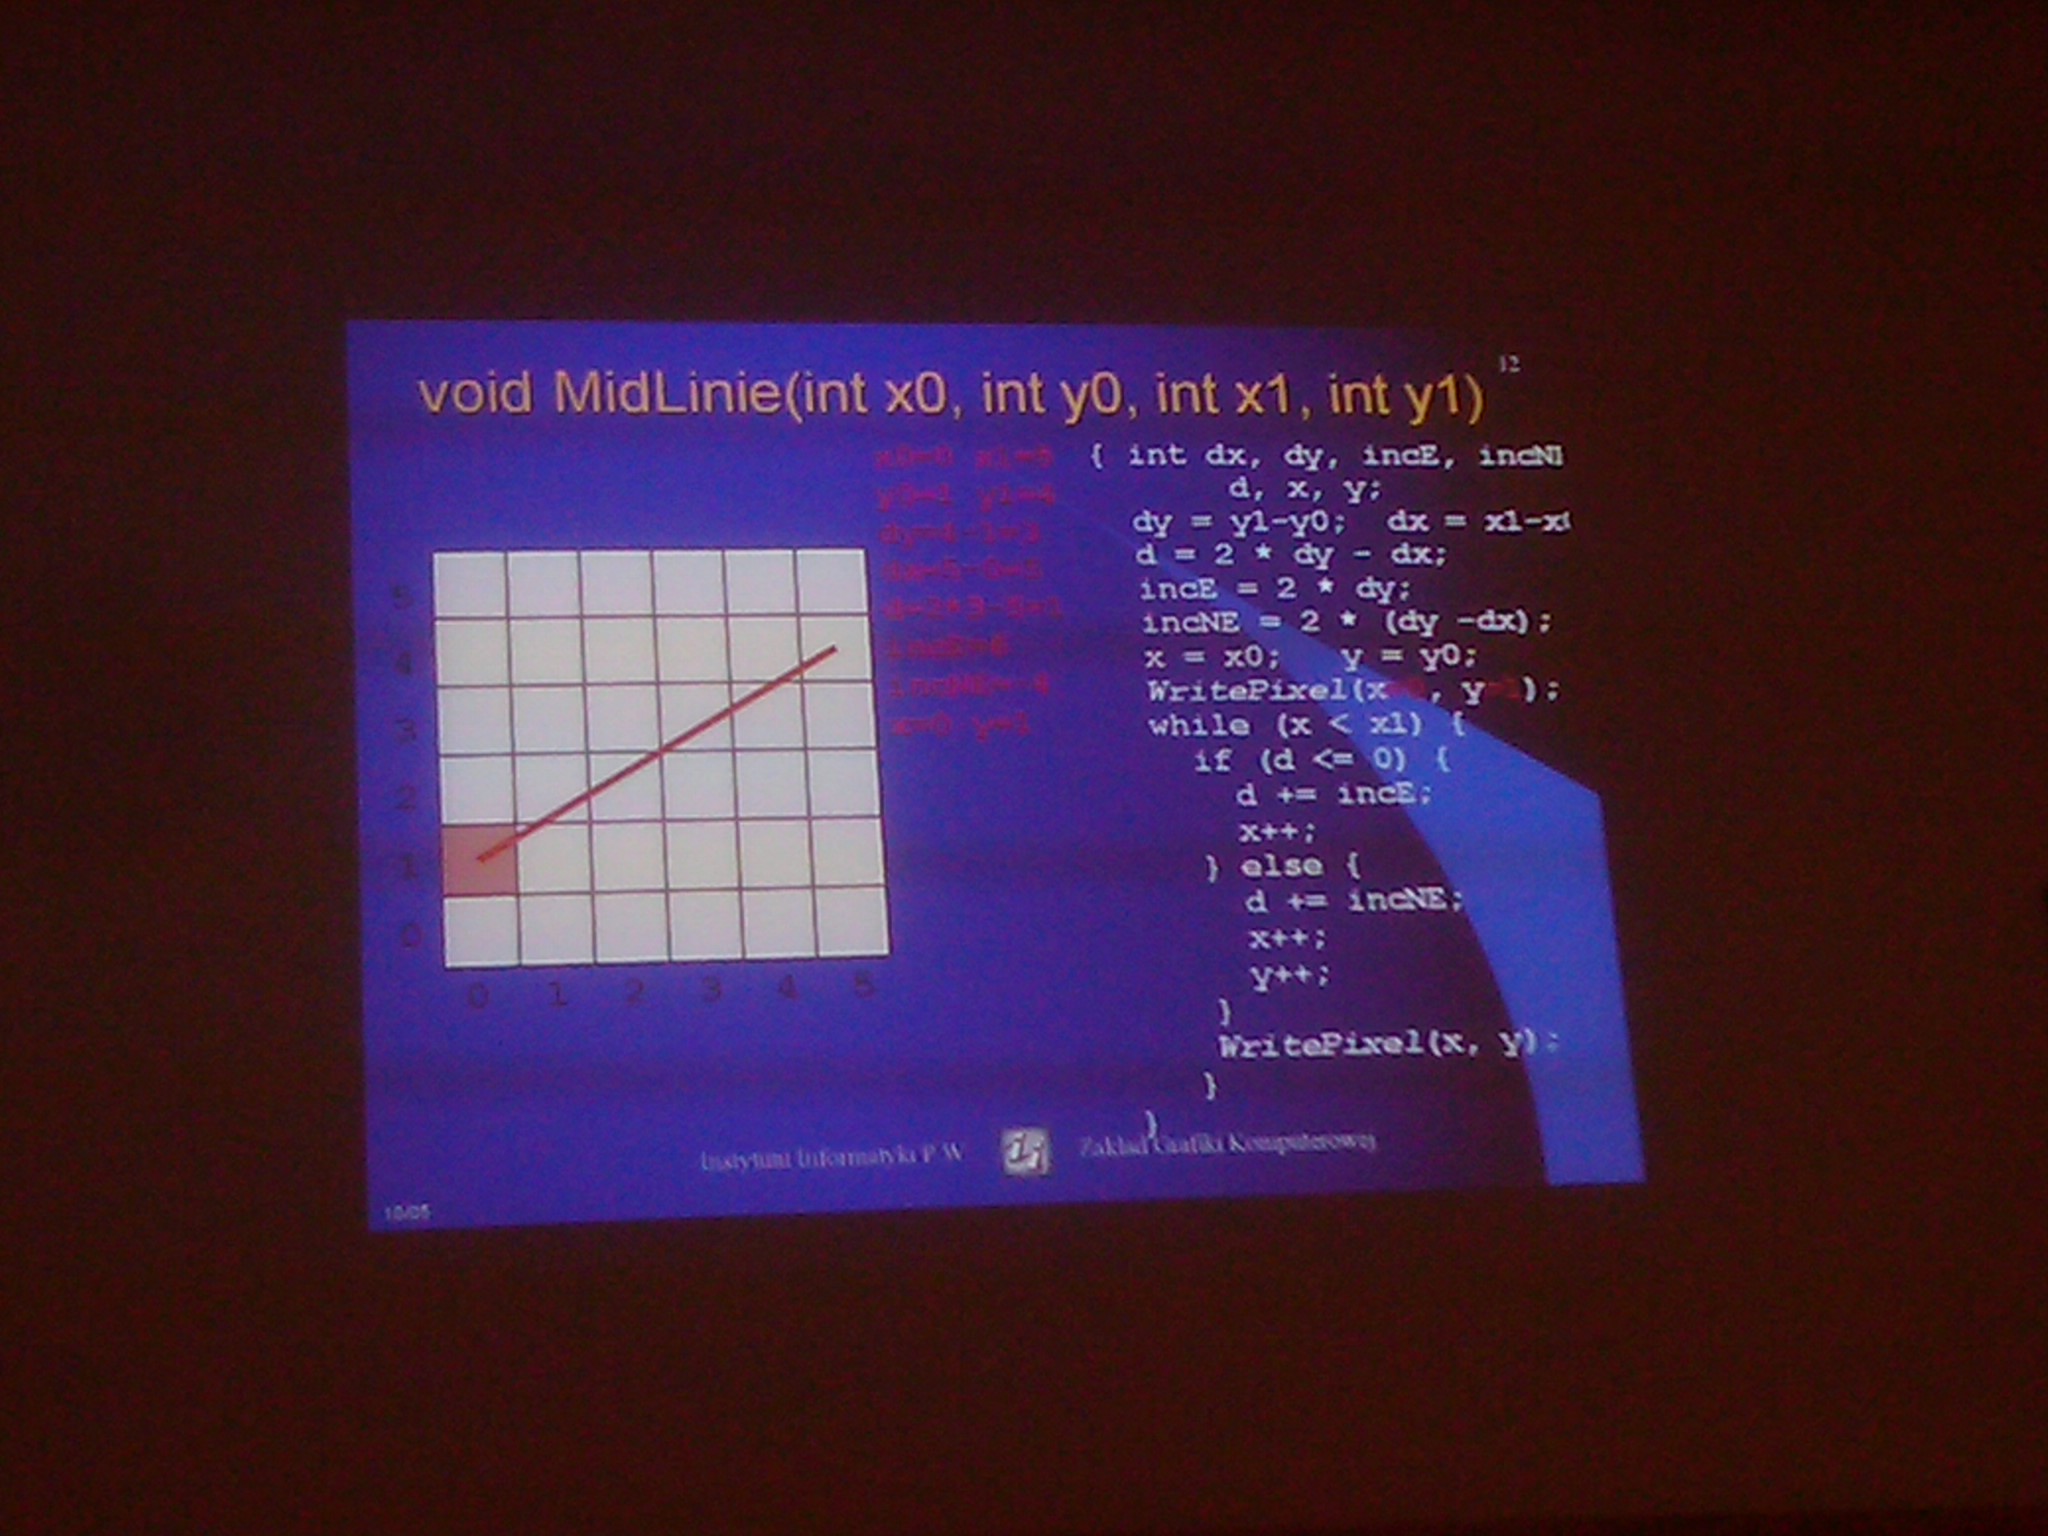 12
void MidLinie(int x0, int y0, int x1, int y1)
x0=0 x1=5
y0=1 y1=4
dy=4-1=3
dx=5-0=5
d=2*3-5=1
incE=6
incNE=-4
x=0 y=1
{ int dx, dy, incE, incN
d, x, y;
dy = y1-y0; dx = x1-x
d = 2 * dy - dx;
incE = 2 * dy;
incNE = 2 * (dy -dx);
x = x0; y = y0;
WritePixel(x=0, y=1);
while (x < x1) {
if (d <= 0) {
d += incE;
x++;
} else {
d += incNE;
x++;
y++;
}
WritePixel(x, y);
}
}
5
4
3
2
1
0
0 1 2 3 4 5
Instytut Informatyki P W
Zakład Grafiki Komputerowej
10/05